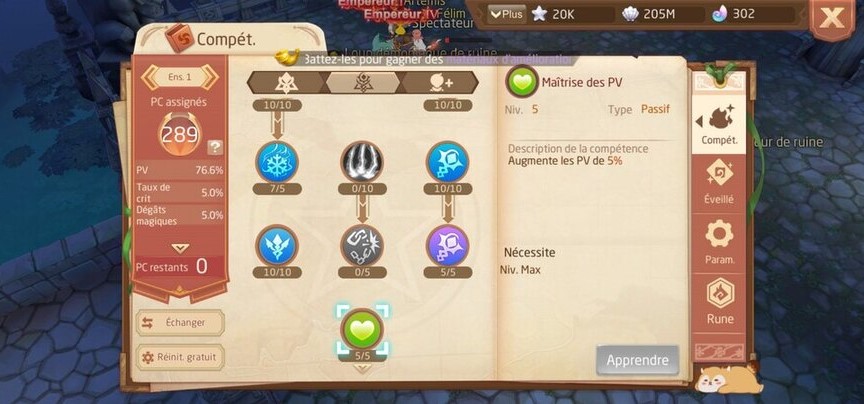 Empereur IV
Artémis
Empereur IV Félim
Spectateur
Plus
20K
205M
302
Compét.
Battez-les pour gagner des matériaux d'amélioration
Ens. 1
PC assignés
289
?
PV 76.6%
Taux de crit 5.0%
Dégâts magiques 5.0%
PC restants 0
Échanger
Réinit. gratuit
10/10
10/10
7/5
0/10
10/10
10/10
0/5
5/5
5/5
Maîtrise des PV
Niv. 5
Type Passif
Description de la compétence
Augmente les PV de 5%
Nécessite
Niv. Max
Apprendre
Compét.
Éveillé
Param.
Rune
eur de ruine